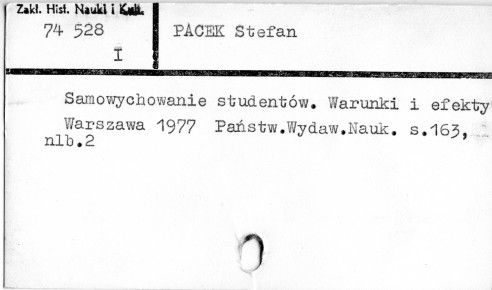 Zakł. Hist. Nauki i Kult.
74 528
I
PACEK Stefan
Samowychowanie studentów. Warunki i efekty
Warszawa 1977 Państw.Wydaw.Nauk. s.163,
nlb.2